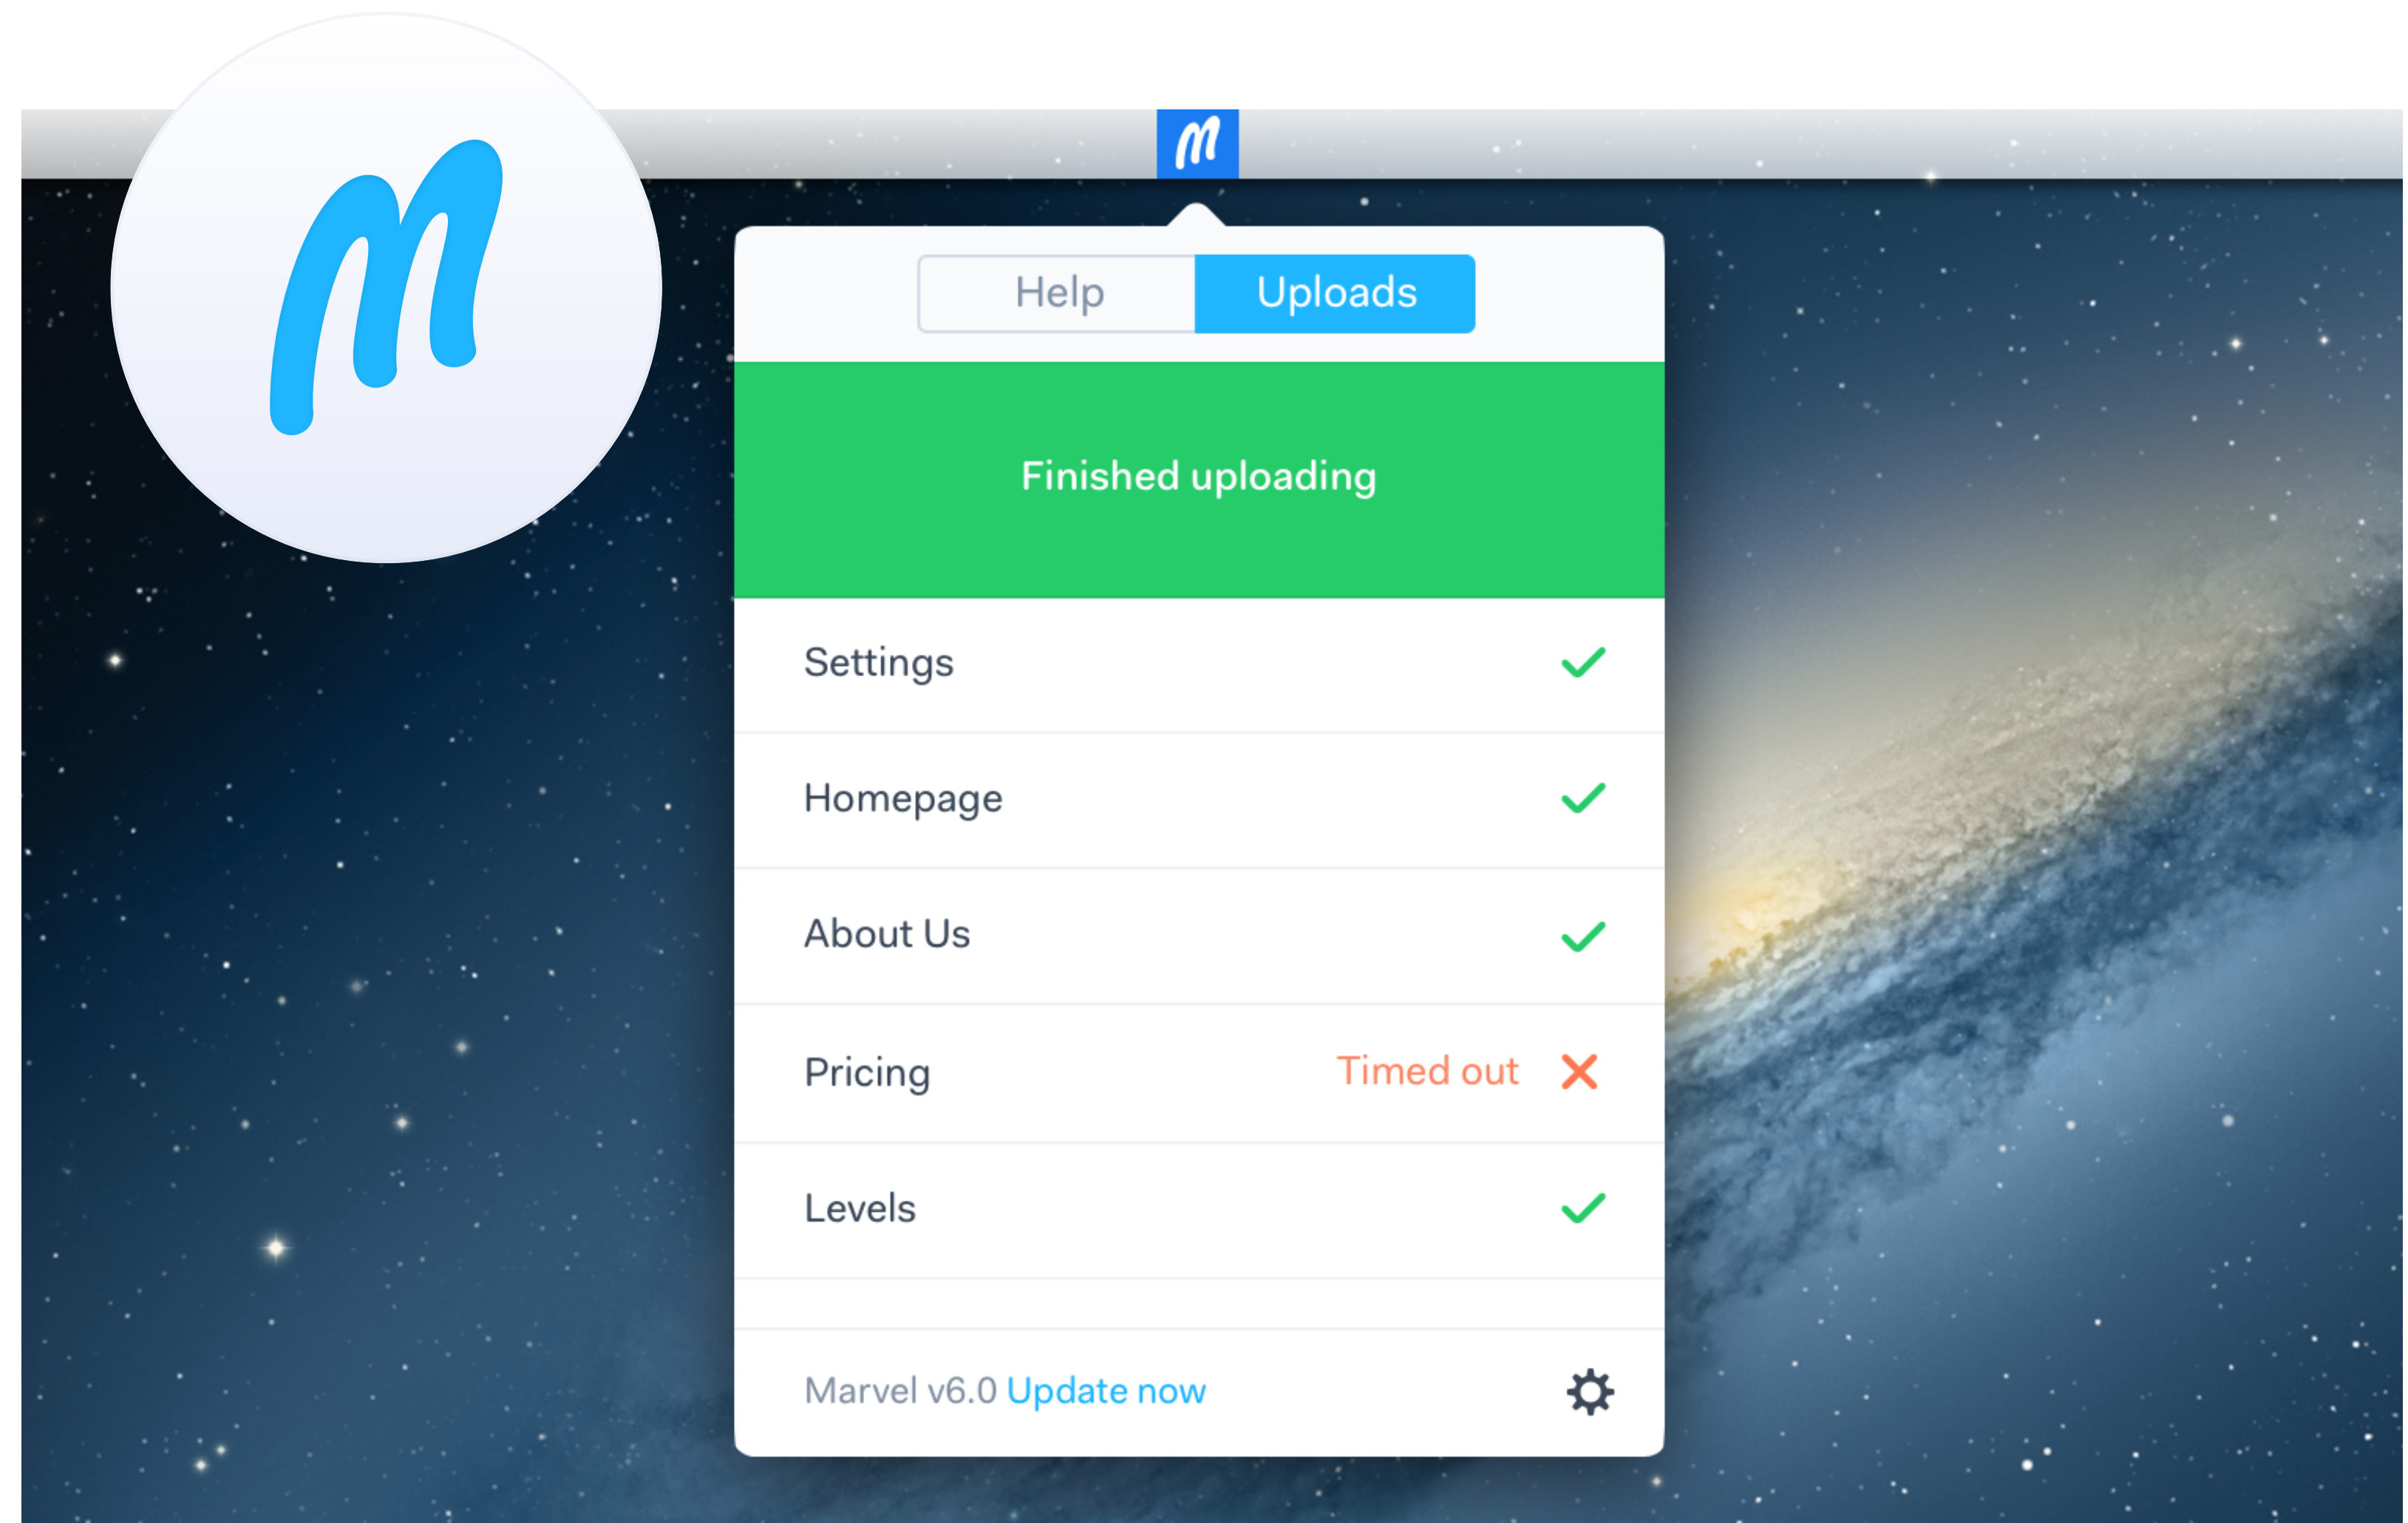 M
M
Help
Uploads
Finished uploading
Settings
Homepage
About Us
Pricing
Timed out
Levels
Marvel v6.0 Update now